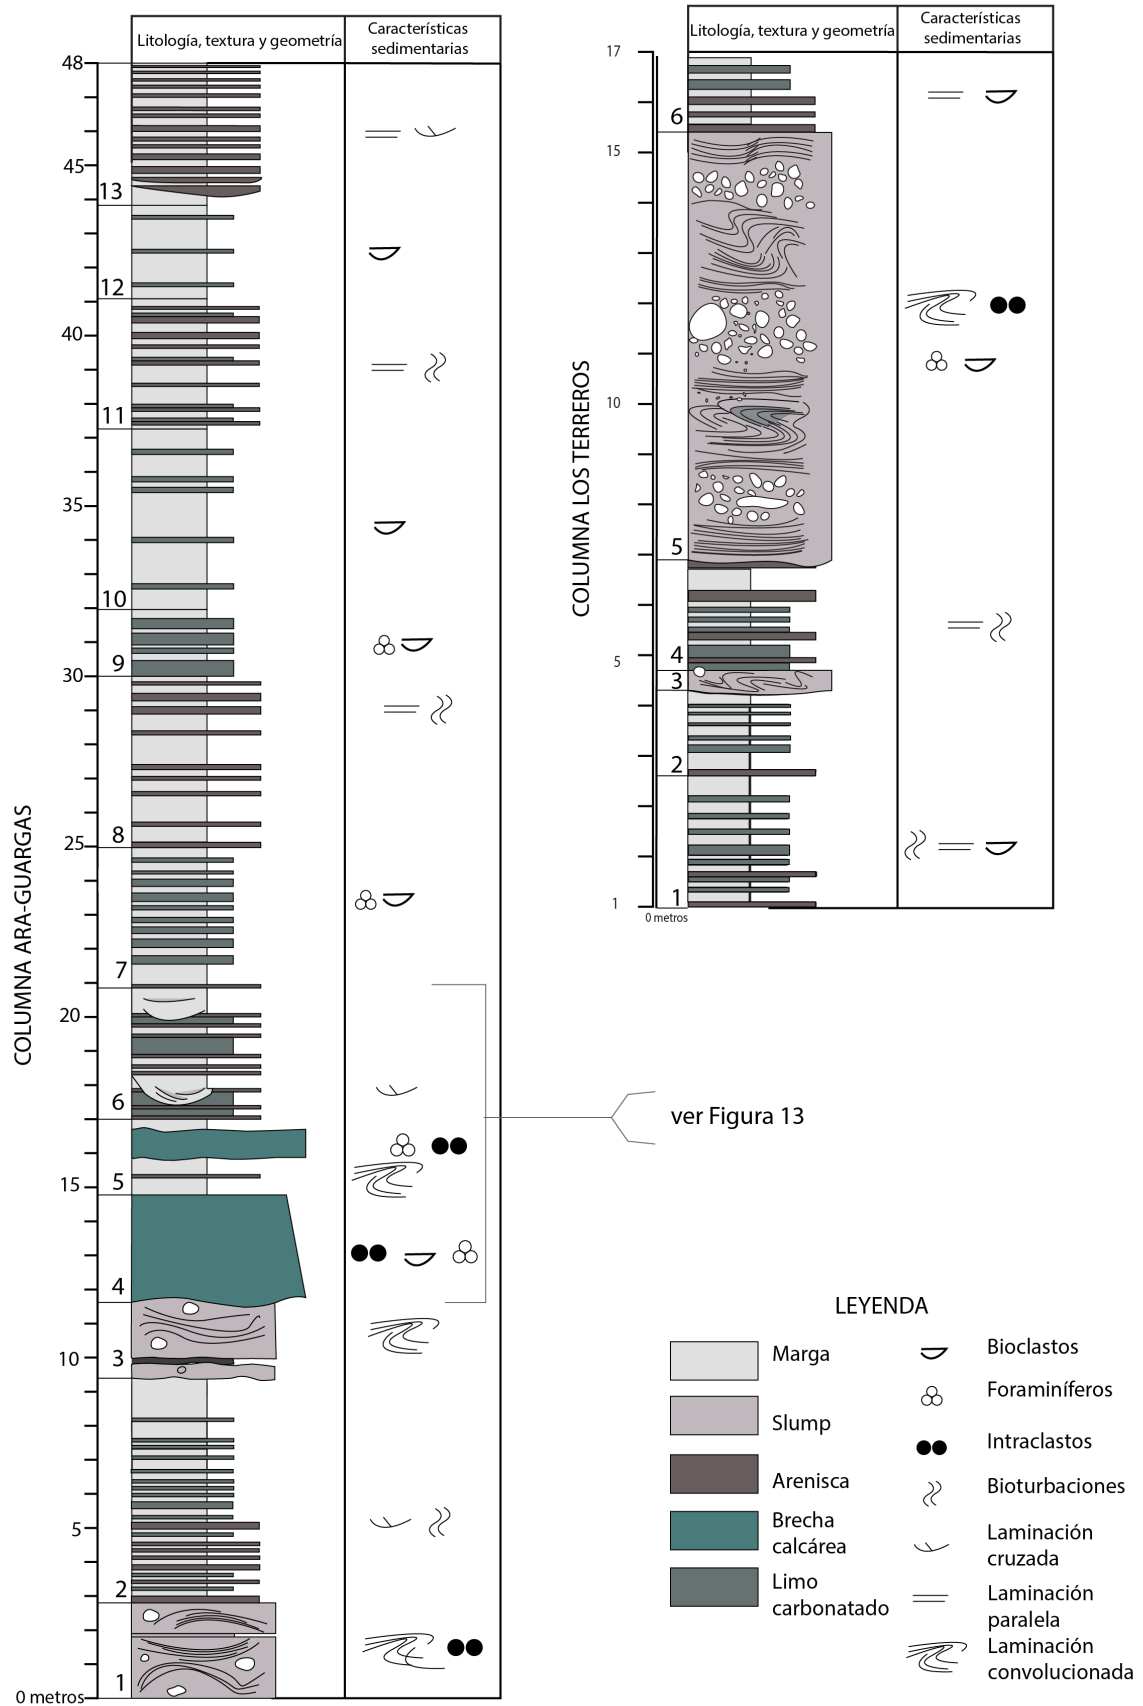 Litología, textura y geometría
Características
sedimentarias
COLUMNA ARA-GUARGAS
48
45
40
35
30
25
20
15
10
5
0 metros
13
12
11
10
9
8
7
6
5
4
3
2
1
Litología, textura y geometría
Características
sedimentarias
COLUMNA LOS TERREROS
17
15
10
5
1
0 metros
6
5
4
3
2
1
ver Figura 13
LEYENDA
Marga
Slump
Arenisca
Brecha
calcárea
Limo
carbonatado
Bioclastos
Foraminíferos
Intraclastos
Bioturbaciones
Laminación
cruzada
Laminación
paralela
Laminación
convolucionada